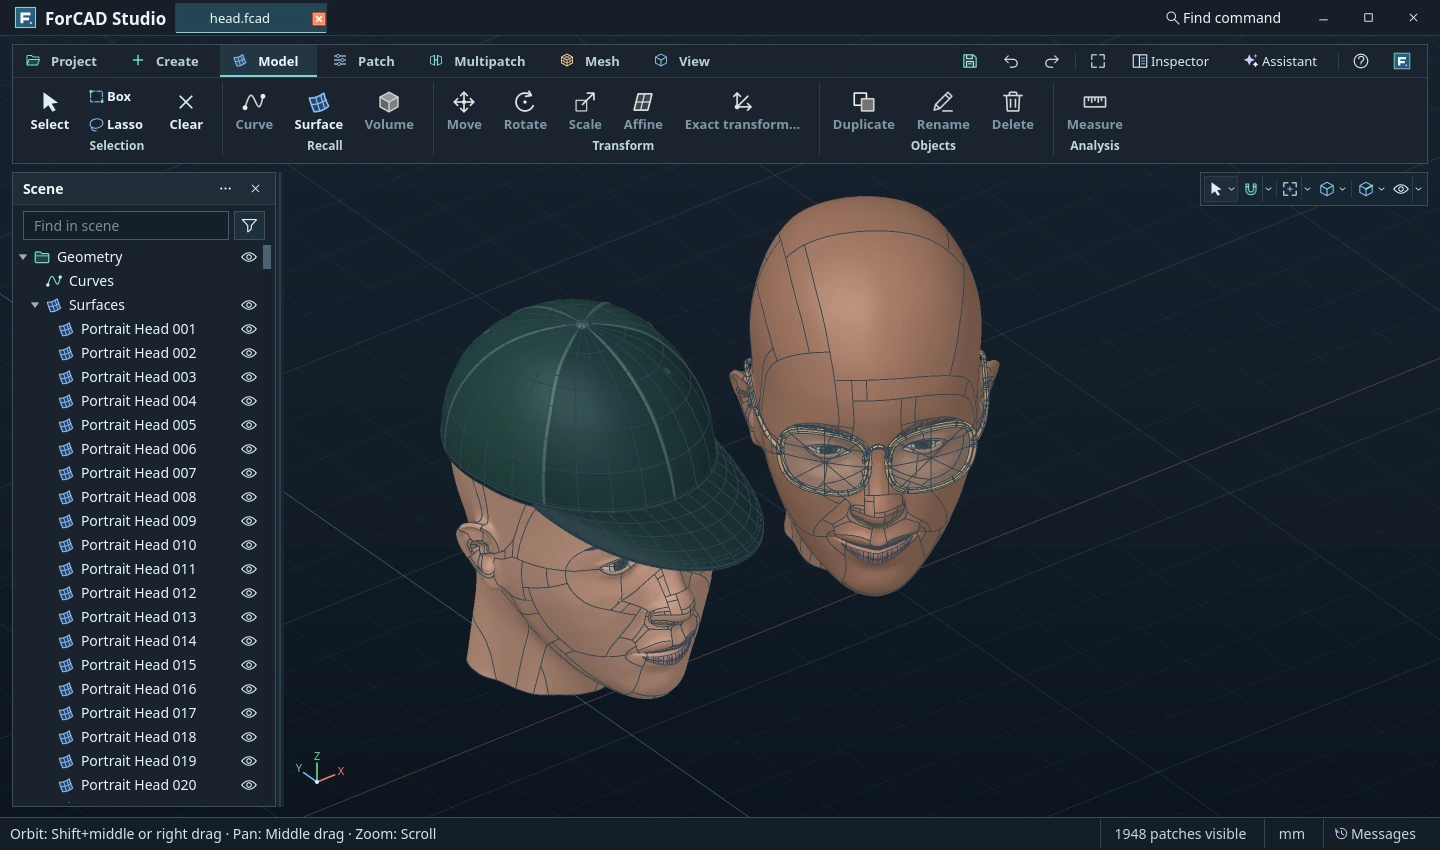 F. ForCAD Studio head.fcad Find command
Project Create Model Patch Multipatch Mesh View Inspector Assistant F.
Select Box Lasso Clear Curve Surface Volume Move Rotate Scale Affine Exact transform... Duplicate Rename Delete Measure
Selection Recall Transform Objects Analysis
Scene
Find in scene
Geometry
Curves
Surfaces
Portrait Head 001
Portrait Head 002
Portrait Head 003
Portrait Head 004
Portrait Head 005
Portrait Head 006
Portrait Head 007
Portrait Head 008
Portrait Head 009
Portrait Head 010
Portrait Head 011
Portrait Head 012
Portrait Head 013
Portrait Head 014
Portrait Head 015
Portrait Head 016
Portrait Head 017
Portrait Head 018
Portrait Head 019
Portrait Head 020
Z
Y X
Orbit: Shift+middle or right drag · Pan: Middle drag · Zoom: Scroll 1948 patches visible mm Messages